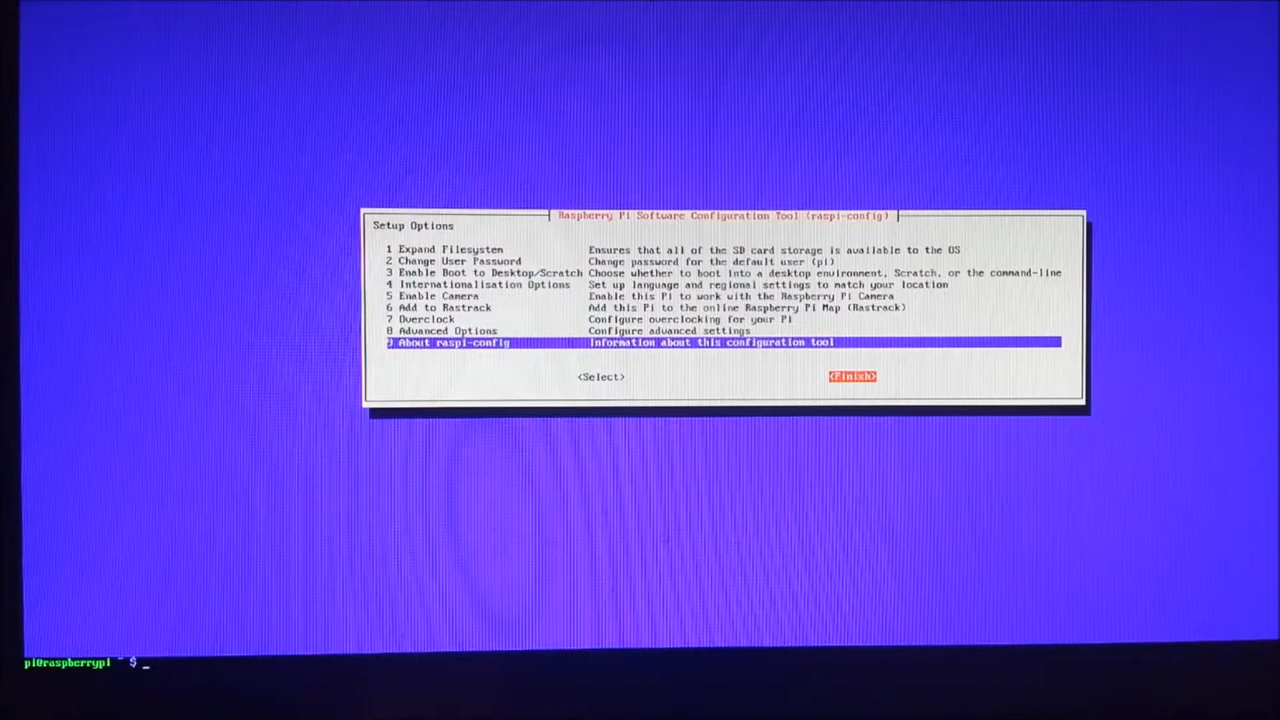 Raspberry Pi Software Configuration Tool (raspi-config)
Setup Options
1 Expand Filesystem Ensures that all of the SD card storage is available to the OS
2 Change User Password Change password for the default user (pi)
3 Enable Boot to Desktop/Scratch Choose whether to boot into a desktop environment, Scratch, or the command-line
4 Internationalisation Options Set up language and regional settings to match your location
5 Enable Camera Enable this Pi to work with the Raspberry Pi Camera
6 Add to Rastrack Add this Pi to the online Raspberry Pi Map (Rastrack)
7 Overclock Configure overclocking for your Pi
8 Advanced Options Configure advanced settings
9 About raspi-config Information about this configuration tool
<Select> <Finish>
pi@raspberrypi ~ $ _